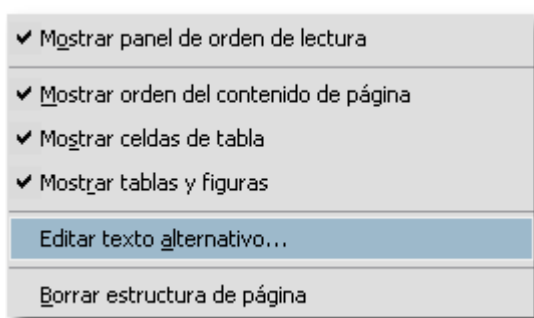 Mostrar panel de orden de lectura
Mostrar orden del contenido de página
Mostrar celdas de tabla
Mostrar tablas y figuras
Editar texto alternativo...
Borrar estructura de página